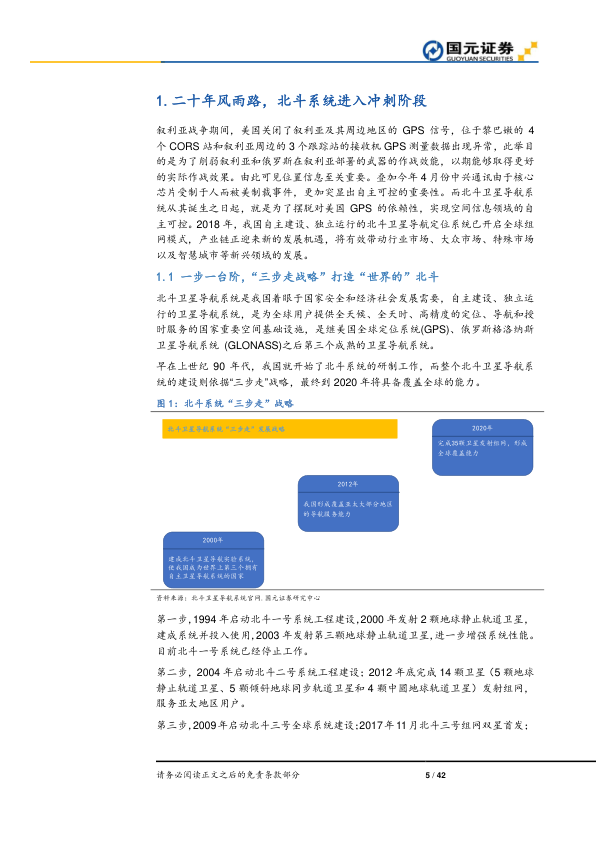 国元证券
GUOYUAN SECURITIES
1.二十年风雨路，北斗系统进入冲刺阶段
叙利亚战争期间，美国关闭了叙利亚及其周边地区的 GPS 信号，位于黎巴嫩的 4
个 CORS 站和叙利亚周边的 3 个跟踪站的接收机 GPS 测量数据出现异常，此举目
的是为了削弱叙利亚和俄罗斯在叙利亚部署的武器的作战效能，以期能够取得更好
的实际作战效果。由此可见位置信息至关重要。叠加今年 4 月份中兴通讯由于核心
芯片受制于人而被美制裁事件，更加突显出自主可控的重要性。而北斗卫星导航系
统从其诞生之日起，就是为了摆脱对美国 GPS 的依赖性，实现空间信息领域的自
主可控。2018 年，我国自主建设、独立运行的北斗卫星导航定位系统已开启全球组
网模式，产业链正迎来新的发展机遇，将有效带动行业市场、大众市场、特殊市场
以及智慧城市等新兴领域的发展。
1.1 一步一台阶，“三步走战略”打造“世界的”北斗
北斗卫星导航系统是我国着眼于国家安全和经济社会发展需要，自主建设、独立运
行的卫星导航系统，是为全球用户提供全天候、全天时、高精度的定位、导航和授
时服务的国家重要空间基础设施，是继美国全球定位系统(GPS)、俄罗斯格洛纳斯
卫星导航系统 (GLONASS)之后第三个成熟的卫星导航系统。
早在上世纪 90 年代，我国就开始了北斗系统的研制工作，而整个北斗卫星导航系
统的建设则依据“三步走”战略，最终到 2020 年将具备覆盖全球的能力。
图 1：北斗系统“三步走”战略
北斗卫星导航系统“三步走”发展战略
2020年
完成35颗卫星发射组网，形成
全球覆盖能力
2012年
我国形成覆盖亚太大部分地区
的导航服务能力
2000年
建成北斗卫星导航实验系统，
使我国成为世界上第三个拥有
自主卫星导航系统的国家
资料来源：北斗卫星导航系统官网,国元证券研究中心
第一步，1994 年启动北斗一号系统工程建设，2000 年发射 2 颗地球静止轨道卫星，
建成系统并投入使用，2003 年发射第三颗地球静止轨道卫星，进一步增强系统性能。
目前北斗一号系统已经停止工作。
第二步，2004 年启动北斗二号系统工程建设；2012 年底完成 14 颗卫星（5 颗地球
静止轨道卫星、5 颗倾斜地球同步轨道卫星和 4 颗中圆地球轨道卫星）发射组网，
服务亚太地区用户。
第三步，2009 年启动北斗三号全球系统建设；2017 年 11 月北斗三号组网双星首发；
请务必阅读正文之后的免责条款部分
5 / 42